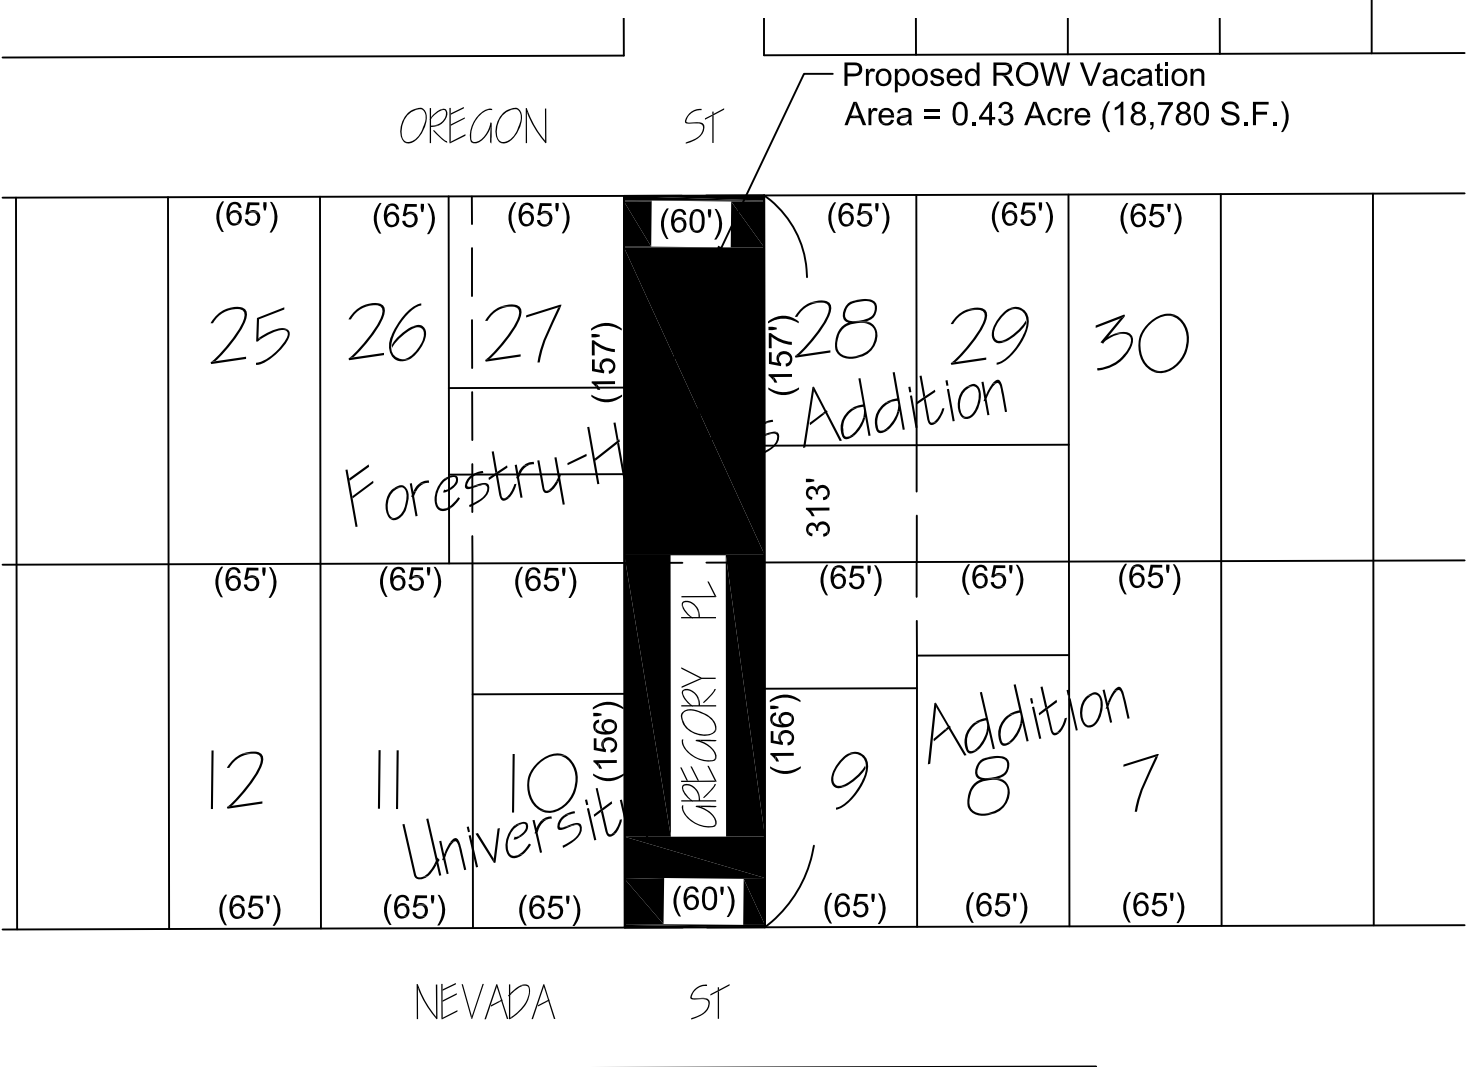 Proposed ROW Vacation
Area = 0.43 Acre (18,780 S.F.)
OREGON ST
(65') (65') (65') (60') (65') (65') (65')
25 26 27 (157') (157') 28 29 30
Addition
Forestry-H
313'
(65') (65') (65') (65') (65') (65')
GREGORY PL
(156') (156')
Addition
12 11 10 9 8 7
Universit
(65') (65') (65') (60') (65') (65') (65')
NEVADA ST